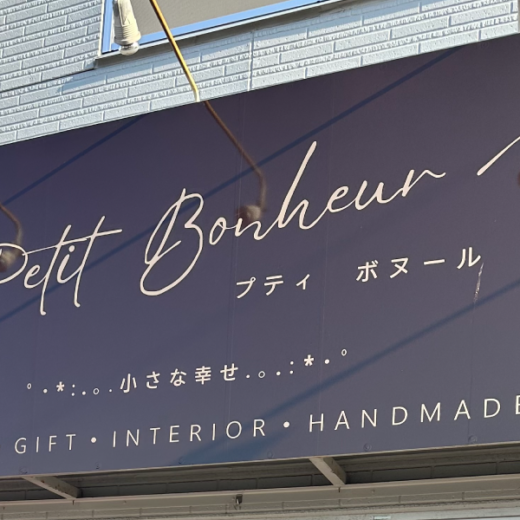 Petit Bonheur
プティ ボヌール
°・*:.。.小さな幸せ.。.:*・°
GIFT・INTERIOR・HANDMADE